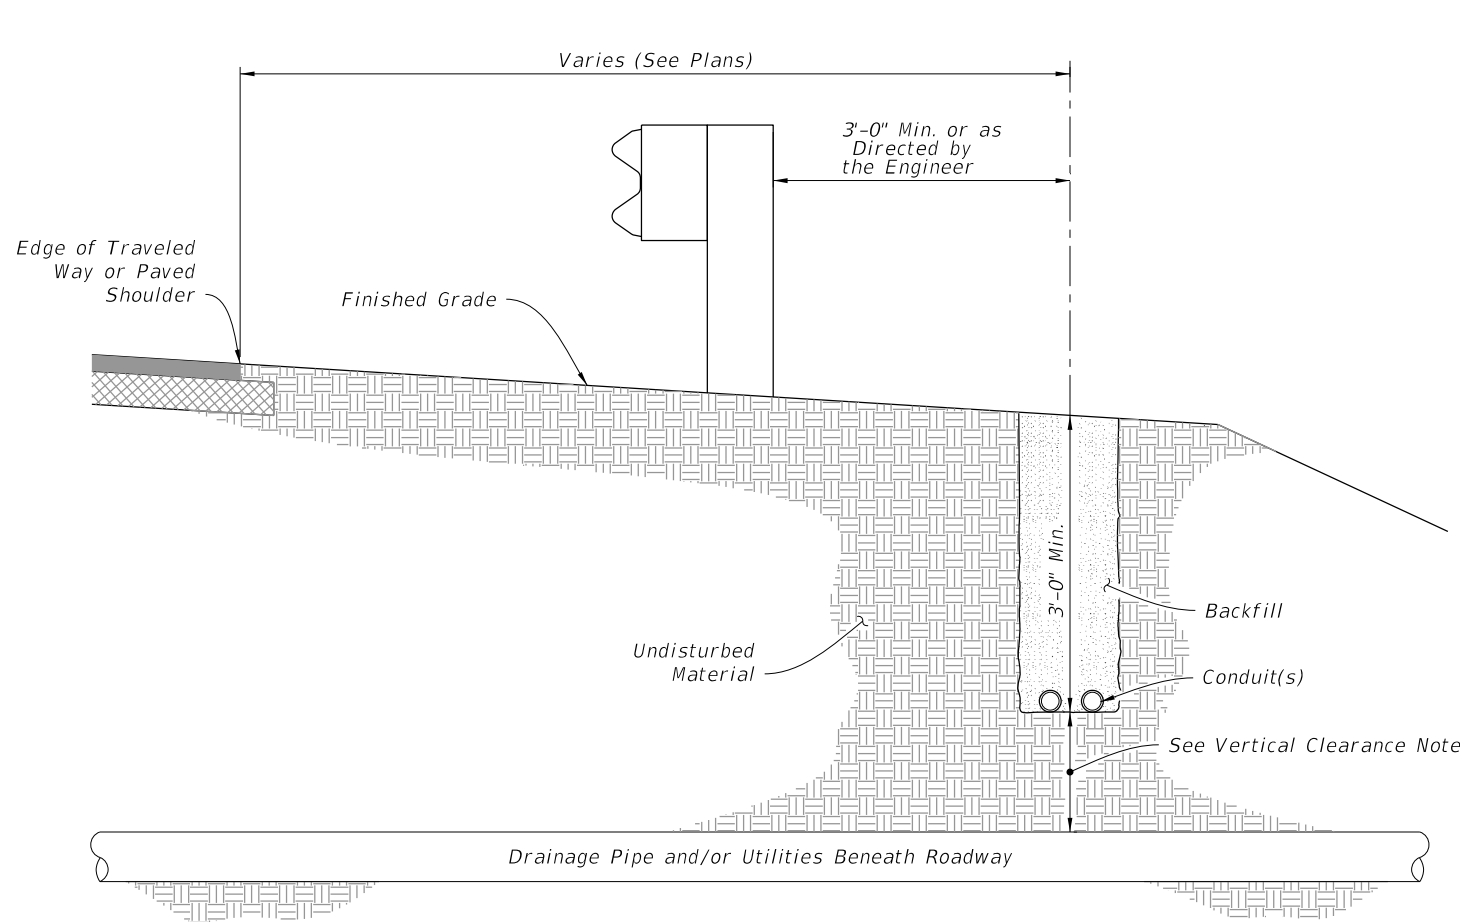 Varies (See Plans)
3'-0" Min. or as
Directed by
the Engineer
Edge of Traveled
Way or Paved
Shoulder
Finished Grade
3'-0" Min.
Backfill
Undisturbed
Material
Conduit(s)
See Vertical Clearance Note
Drainage Pipe and/or Utilities Beneath Roadway